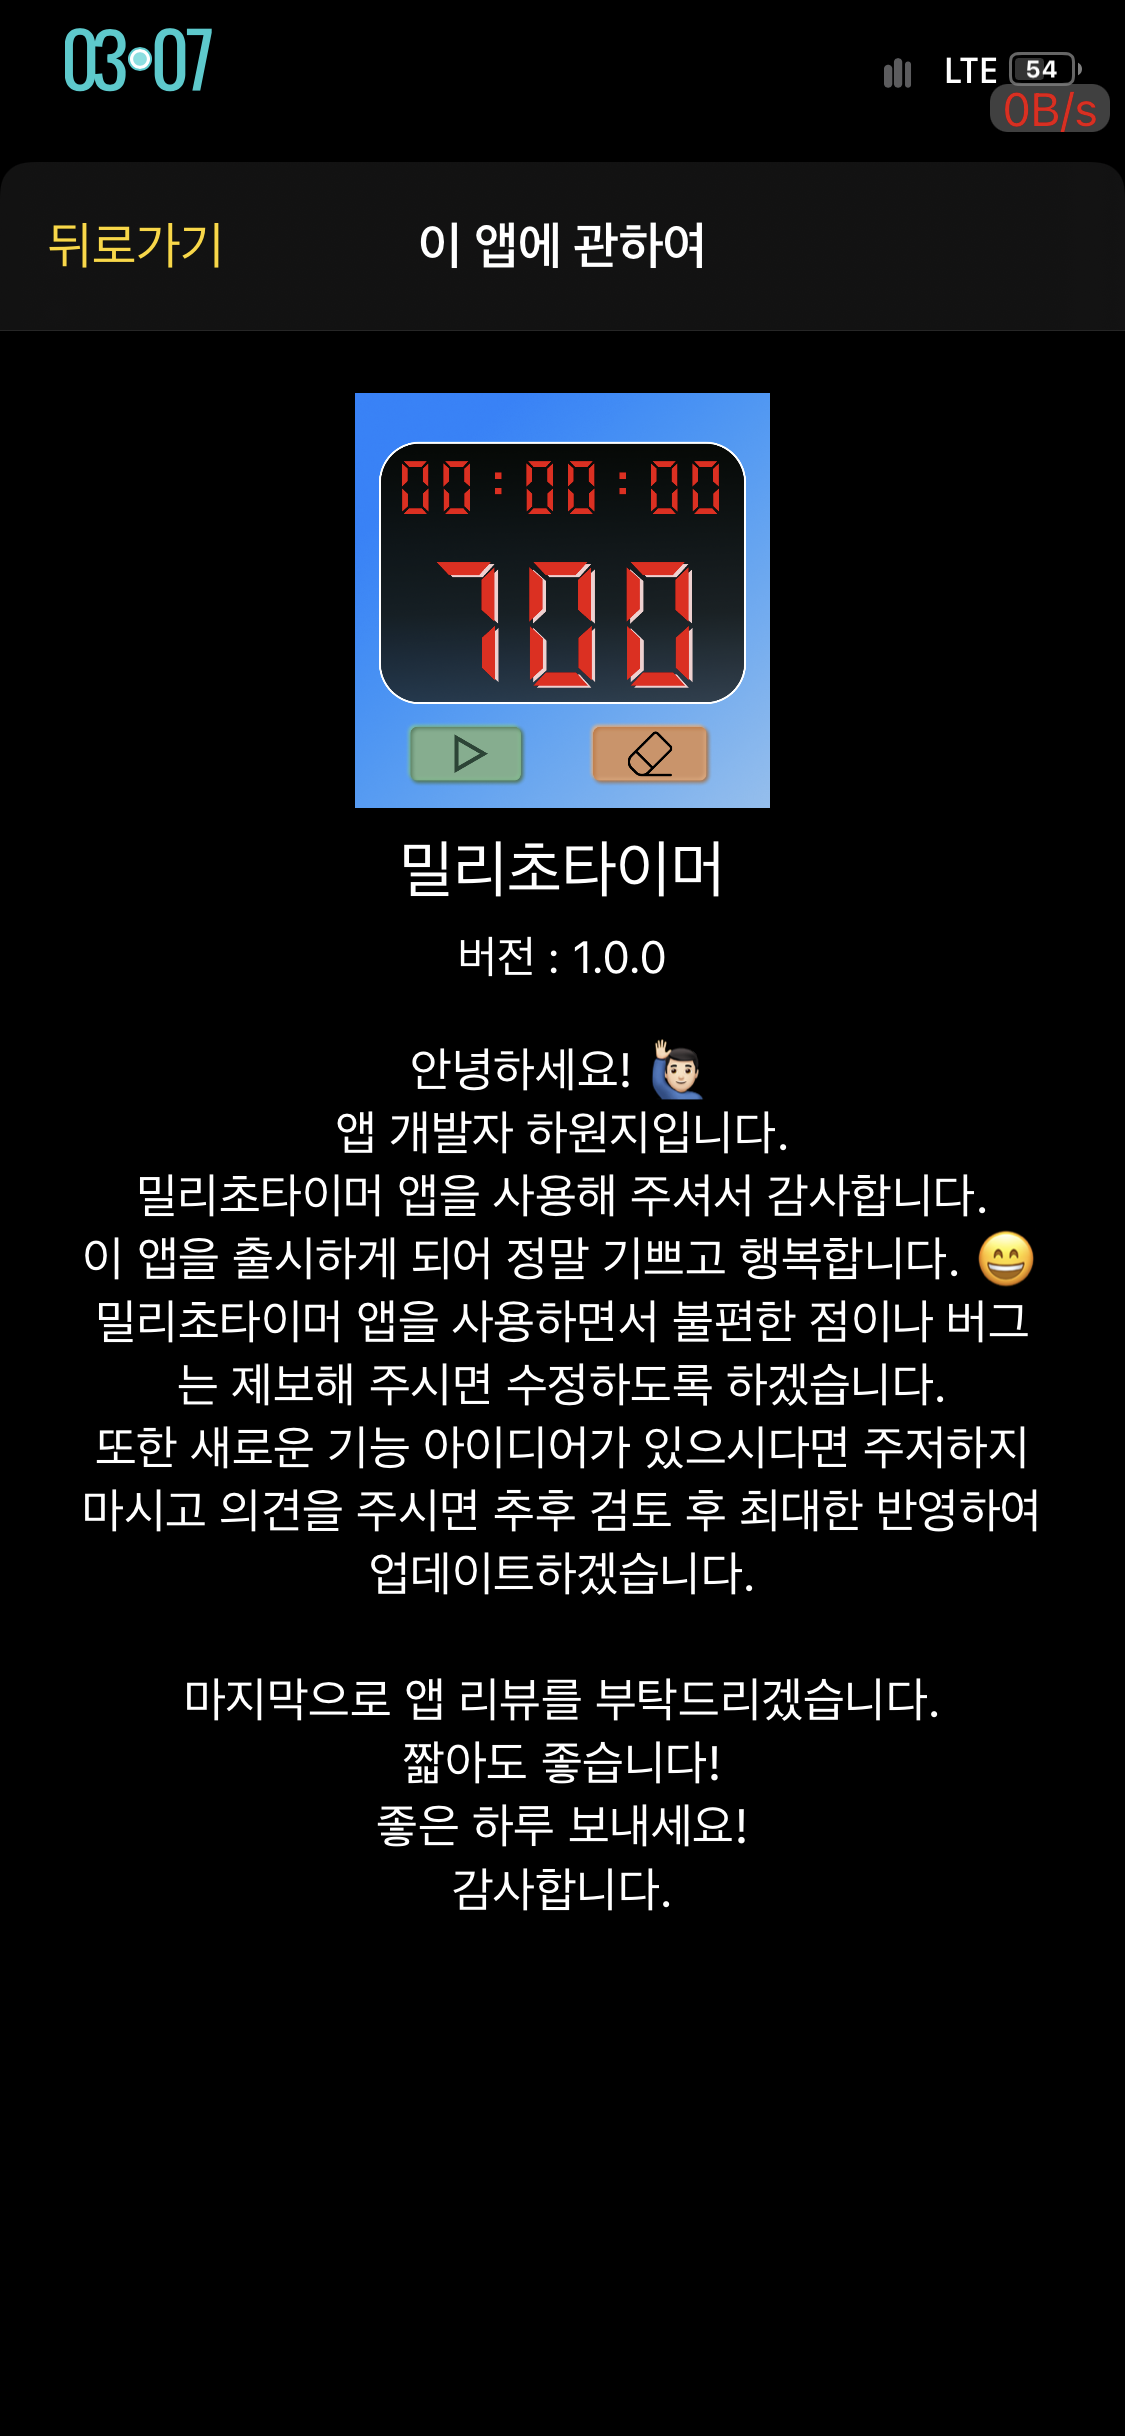 03:07
LTE 54
0B/s
뒤로가기
이 앱에 관하여
00:00:00
700
밀리초타이머
버전 : 1.0.0
안녕하세요! 🙋🏻‍♂️
앱 개발자 하원지입니다.
밀리초타이머 앱을 사용해 주셔서 감사합니다.
이 앱을 출시하게 되어 정말 기쁘고 행복합니다. 😄
밀리초타이머 앱을 사용하면서 불편한 점이나 버그
는 제보해 주시면 수정하도록 하겠습니다.
또한 새로운 기능 아이디어가 있으시다면 주저하지
마시고 의견을 주시면 추후 검토 후 최대한 반영하여
업데이트하겠습니다.
마지막으로 앱 리뷰를 부탁드리겠습니다.
짧아도 좋습니다!
좋은 하루 보내세요!
감사합니다.